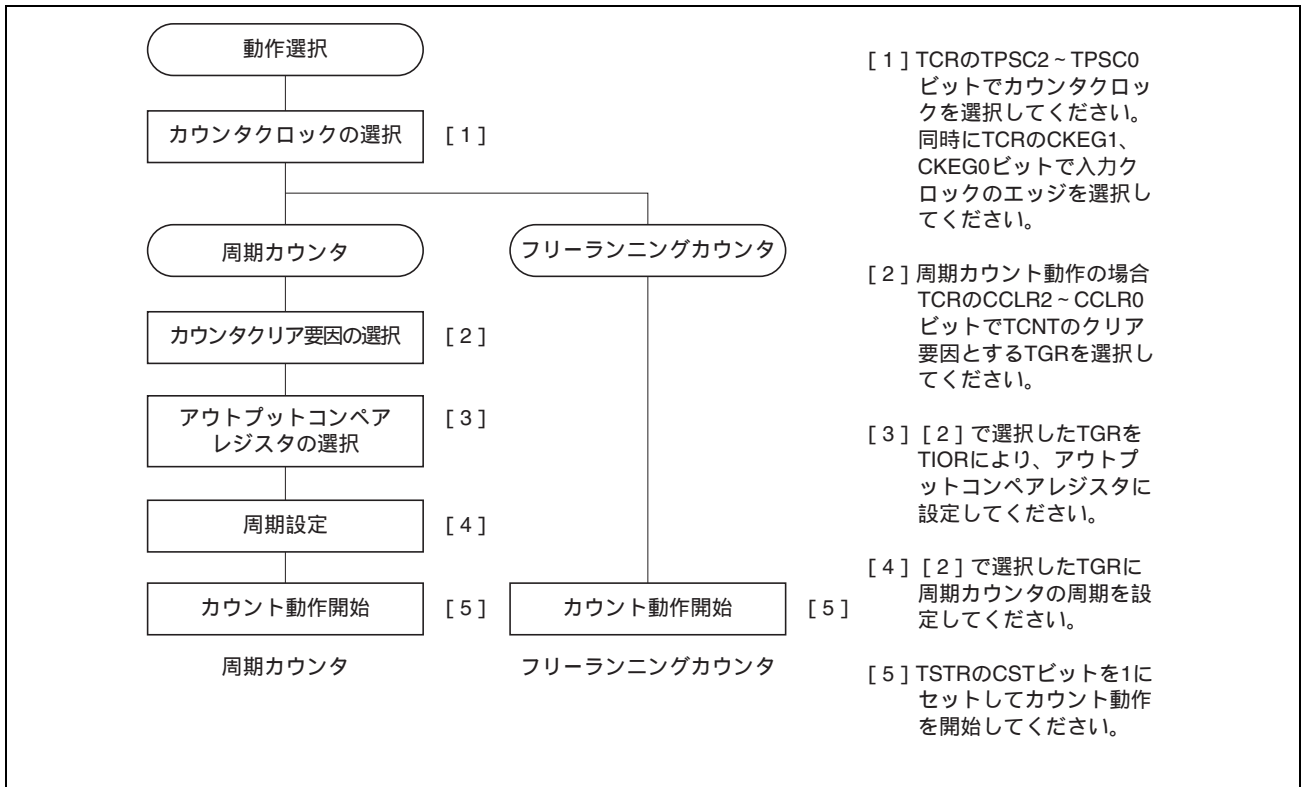 動作選択
カウンタクロックの選択 [1]
周期カウンタ フリーランニングカウンタ
カウンタクリア要因の選択 [2]
アウトプットコンペア
レジスタの選択
[3]
周期設定 [4]
カウント動作開始 [5] カウント動作開始 [5]
周期カウンタ フリーランニングカウンタ
[1] TCRのTPSC2~TPSC0
ビットでカウンタクロッ
クを選択してください。
同時にTCRのCKEG1、
CKEG0ビットで入力ク
ロックのエッジを選択し
てください。
[2] 周期カウント動作の場合
TCRのCCLR2~CCLR0
ビットでTCNTのクリア
要因とするTGRを選択し
てください。
[3] [2]で選択したTGRを
TIORにより、アウトプ
ットコンペアレジスタに
設定してください。
[4] [2]で選択したTGRに
周期カウンタの周期を設
定してください。
[5] TSTRのCSTビットを1に
セットしてカウント動作
を開始してください。